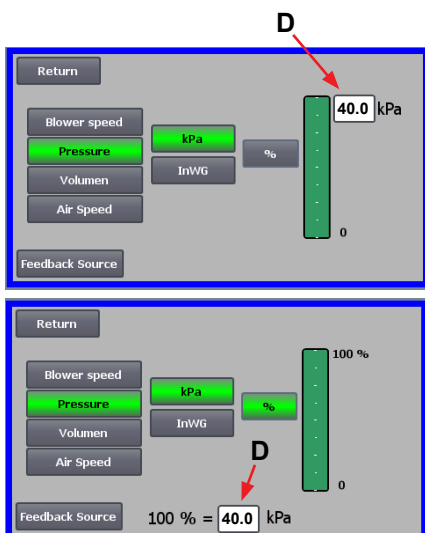 D
Return
40.0 kPa
Blower speed
kPa
Pressure
%
InWG
Volumen
Air Speed
0
Feedback Source
Return
100 %
Blower speed
kPa
Pressure
%
InWG
Volumen
D
Air Speed
0
Feedback Source
100 % = 40.0 kPa